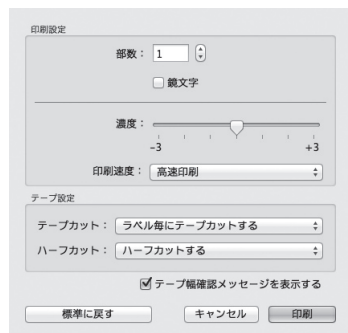 印刷設定
部数： 1
鏡文字
濃度：
-3 +3
印刷速度： 高速印刷
テープ設定
テープカット： ラベル毎にテープカットする
ハーフカット： ハーフカットする
テープ幅確認メッセージを表示する
標準に戻す キャンセル 印刷